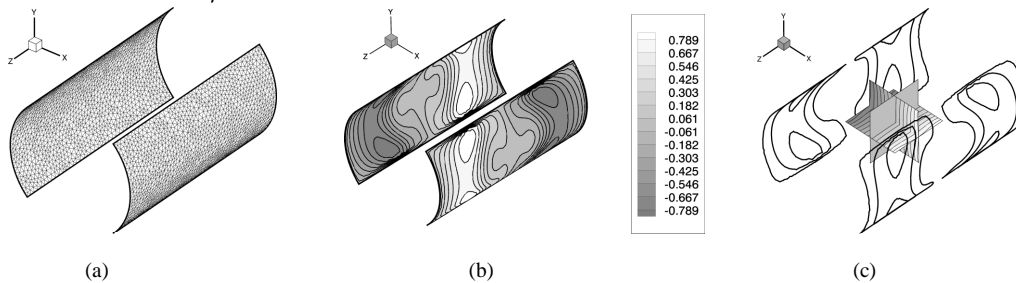 Y
Z
X
Y
Z
X
0.789
0.667
0.546
0.425
0.303
0.182
0.061
-0.061
-0.182
-0.303
-0.425
-0.546
-0.667
-0.789
Y
Z
X
(a)
(b)
(c)